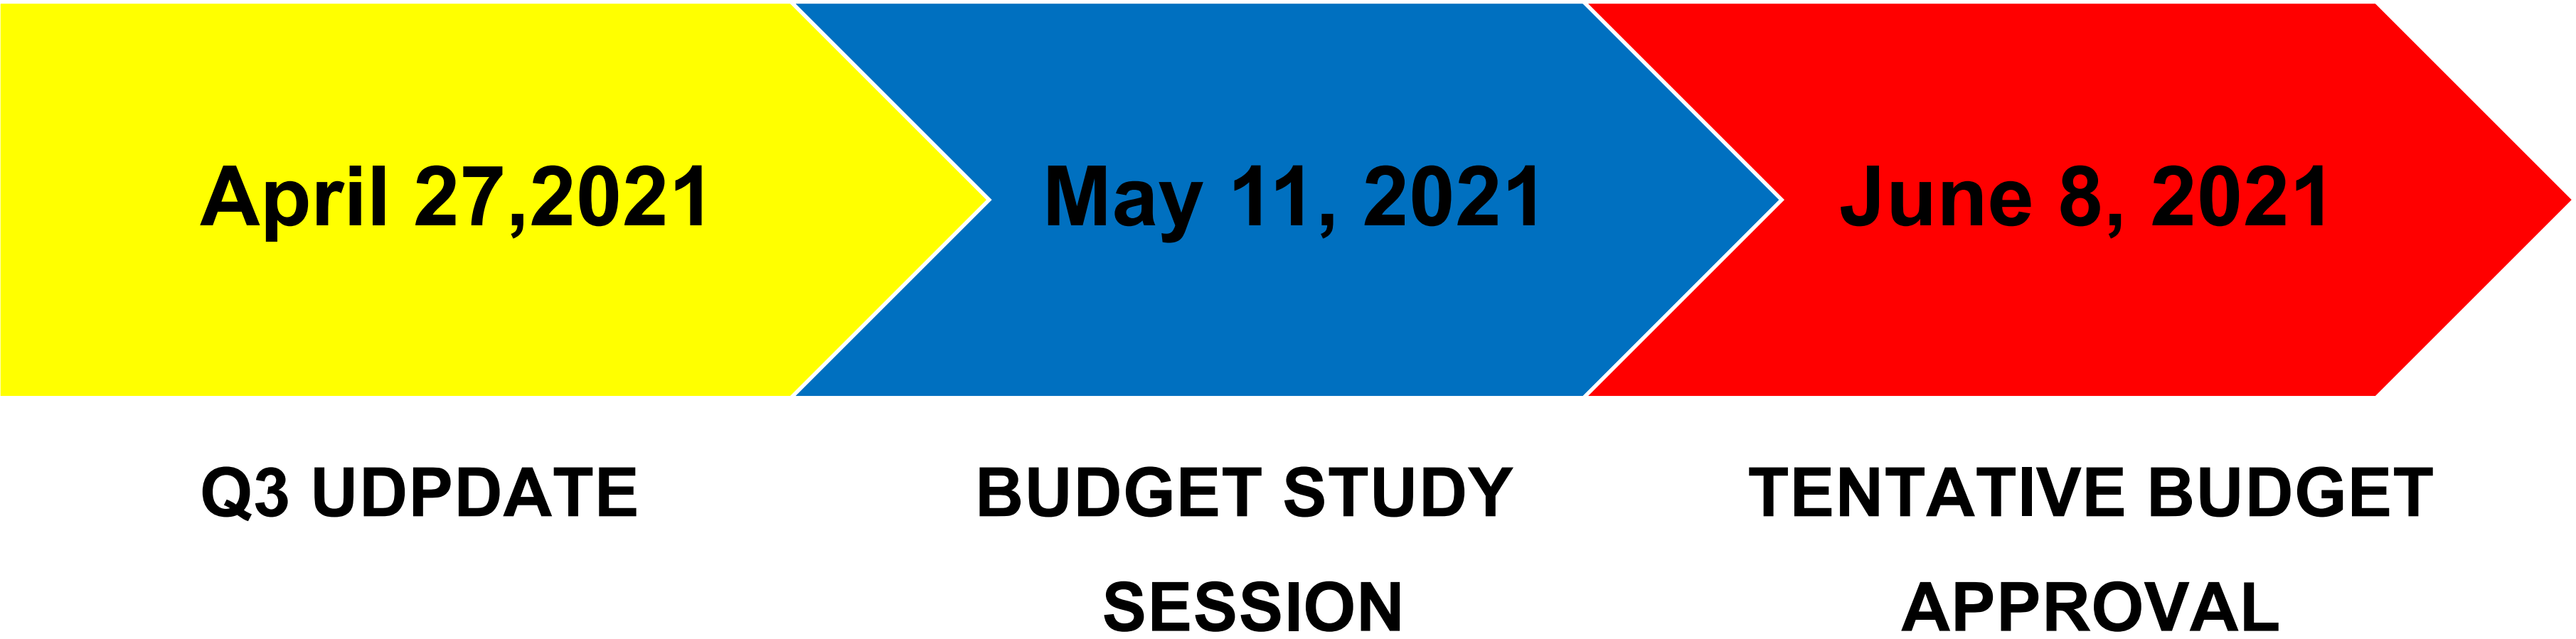 April 27,2021
May 11, 2021
June 8, 2021
Q3 UDPDATE
BUDGET STUDY
SESSION
TENTATIVE BUDGET
APPROVAL